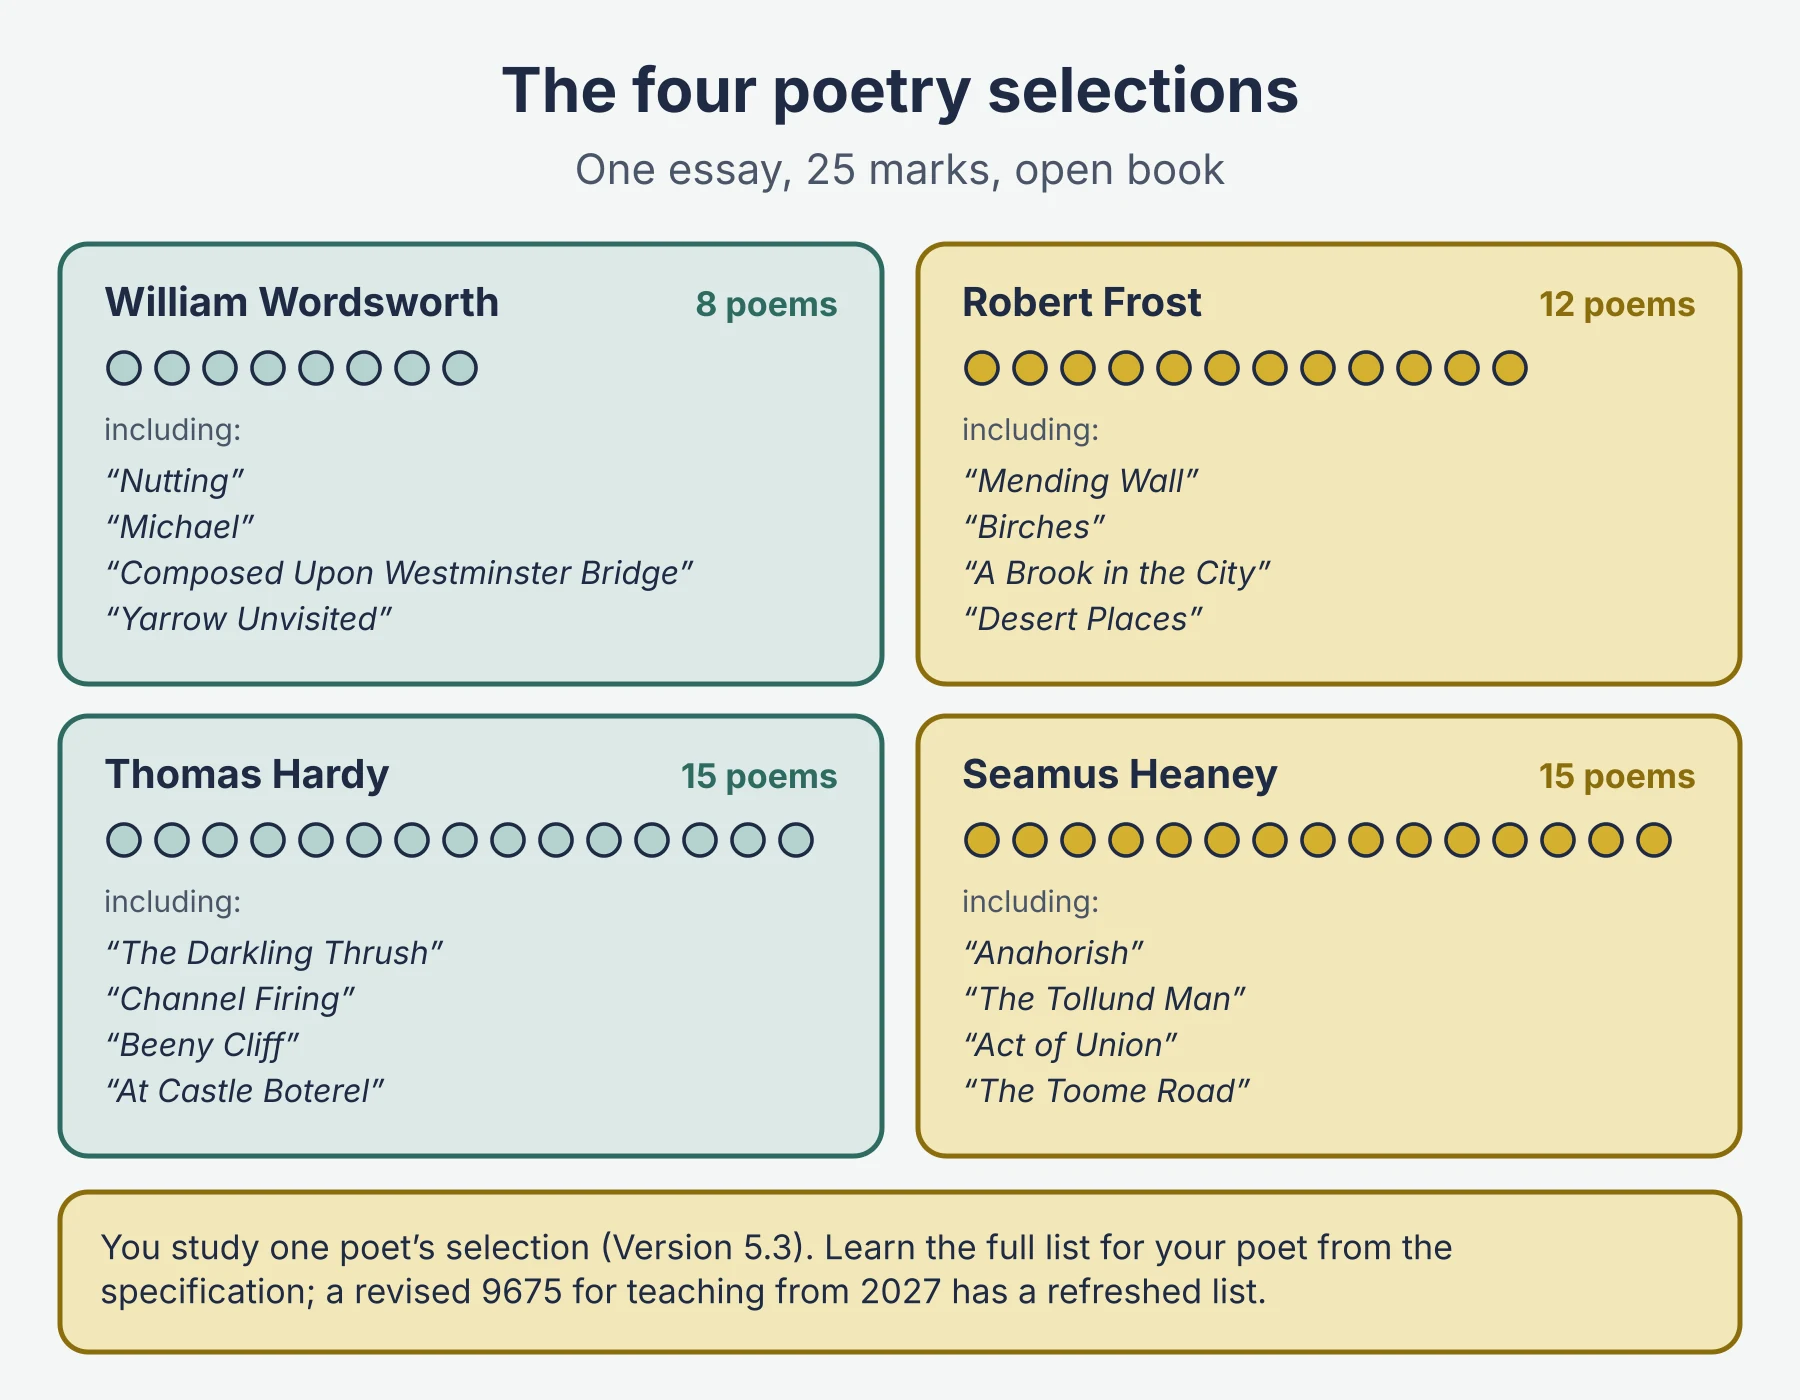 The four poetry selections
One essay, 25 marks, open book
William Wordsworth
8 poems
including:
“Nutting”
“Michael”
“Composed Upon Westminster Bridge”
“Yarrow Unvisited”
Robert Frost
12 poems
including:
“Mending Wall”
“Birches”
“A Brook in the City”
“Desert Places”
Thomas Hardy
15 poems
including:
“The Darkling Thrush”
“Channel Firing”
“Beeny Cliff”
“At Castle Boterel”
Seamus Heaney
15 poems
including:
“Anahorish”
“The Tollund Man”
“Act of Union”
“The Toome Road”
You study one poet’s selection (Version 5.3). Learn the full list for your poet from the
specification; a revised 9675 for teaching from 2027 has a refreshed list.